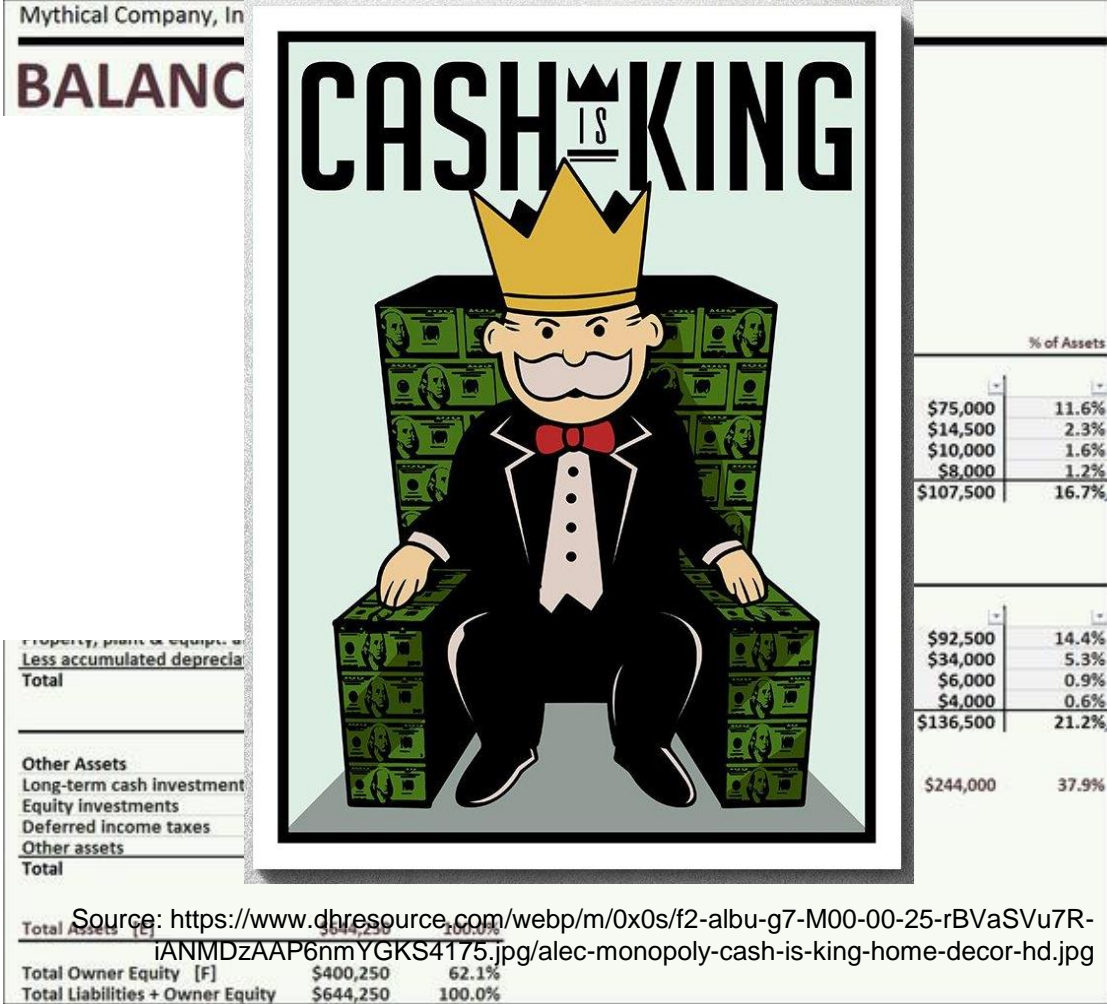 Mythical Company, In
BALANC
CASH IS KING
% of Assets
$75,000 11.6%
$14,500 2.3%
$10,000 1.6%
$8,000 1.2%
$107,500 16.7%
$92,500 14.4%
Less accumulated deprecia $34,000 5.3%
Total $6,000 0.9%
$4,000 0.6%
$136,500 21.2%
Other Assets
Long-term cash investment $244,000 37.9%
Equity investments
Deferred income taxes
Other assets
Total
Source: https://www.dhresource.com/webp/m/0x0s/f2-albu-g7-M00-00-25-rBVaSVu7R-
Total Assets [E] $644,250 100.0%
iANMDzAAP6nmYGKS4175.jpg/alec-monopoly-cash-is-king-home-decor-hd.jpg
Total Owner Equity [F] $400,250 62.1%
Total Liabilities + Owner Equity $644,250 100.0%